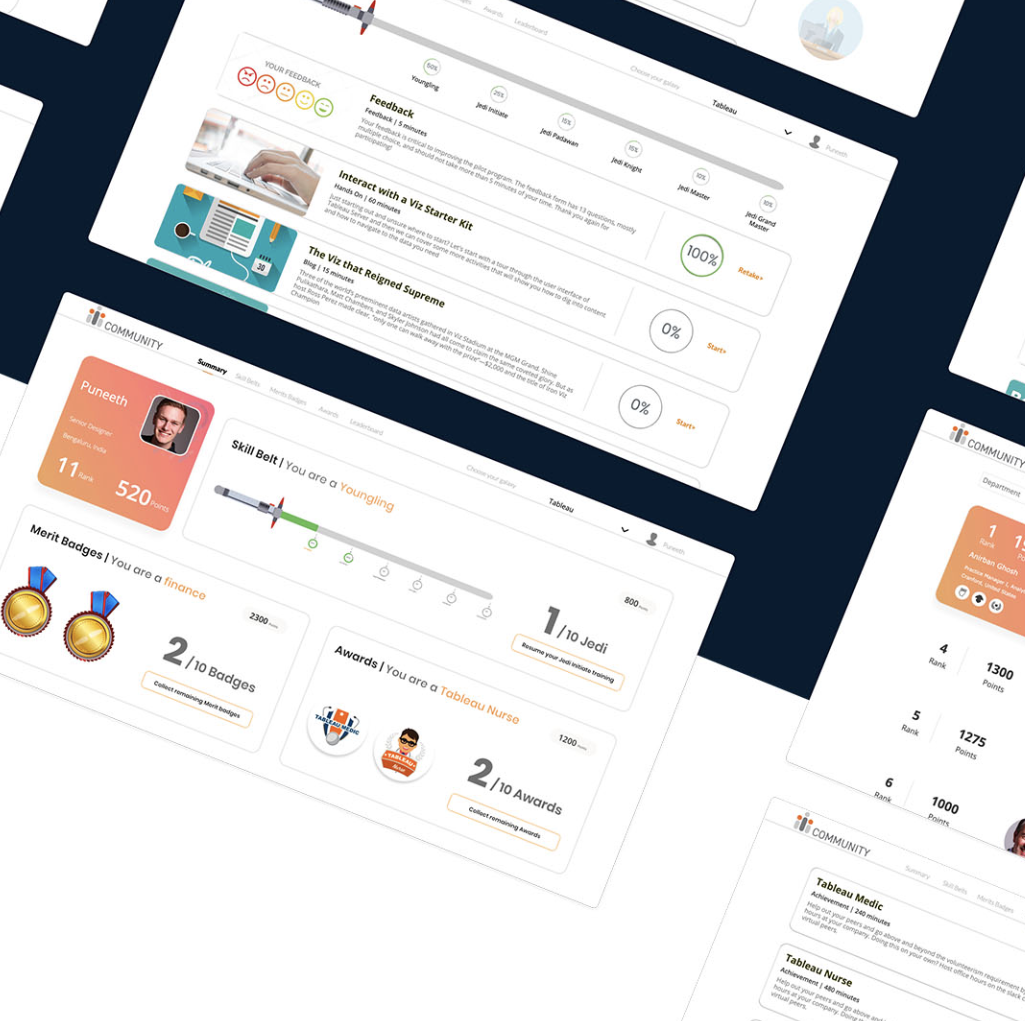 Awards
Leaderboard
Choose your galaxy
Tableau
Puneeth
50%
Youngling
25%
Jedi Initiate
15%
Jedi Padawan
15%
Jedi Knight
10%
Jedi Master
10%
Jedi Grand
Master
YOUR FEEDBACK
Feedback
Feedback | 5 minutes
Your feedback is critical to improving the pilot program. The feedback form has 13 questions, mostly
multiple choice, and should not take more than 5 minutes of your time. Thank you again for
participating!
100%
Retake+
Interact with a Viz Starter Kit
Hands On | 60 minutes
Just starting out and unsure where to start? Let's start with a tour through the user interface of
Tableau Server and then we can cover some more activities that will show you how to dig into content
and how to navigate to the data you need
0%
Start+
30
The Viz that Reigned Supreme
Blog | 15 minutes
Three of the world's preeminent data artists gathered in Viz Stadium at the MGM Grand. Shine
Pulikathara, Matt Chambers, and Skyler Johnson had all come to claim the same coveted glory. But as
host Ross Perez made clear, "only one can walk away with the prize"—$2,000 and the title of Iron Viz
Champion
0%
Start+
COMMUNITY
Summary
Skill Belts
Merits Badges
Awards
Leaderboard
Choose your galaxy
Tableau
Puneeth
Puneeth
Senior Designer
Bengaluru, India
11 Rank
520 Points
Skill Belt | You are a Youngling
800
1/10 Jedi
Resume your Jedi Initiate training
Merit Badges | You are a finance
2300
2/10 Badges
Collect remaining Merit badges
Awards | You are a Tableau Nurse
1200
TABLEAU MEDIC
TABLEAU
Nurse
2/10 Awards
Collect remaining Awards
COMMUNITY
Department
1
Rank
Anirban Ghosh
Practice Manager I, Analy
Cranford, United States
4
Rank
1300
Points
5
Rank
1275
Points
6
Rank
1000
Points
COMMUNITY
Summary
Skill Belts
Merits Badges
Tableau Medic
Achievement | 240 minutes
Help out your peers and go above and beyond the volunteerism requirement by
hours at your company. Doing this on your own? Host office hours on the slack c
virtual peers.
Tableau Nurse
Achievement | 480 minutes
Help out your peers and go above and
hours at your company. Doing this
virtual peers.